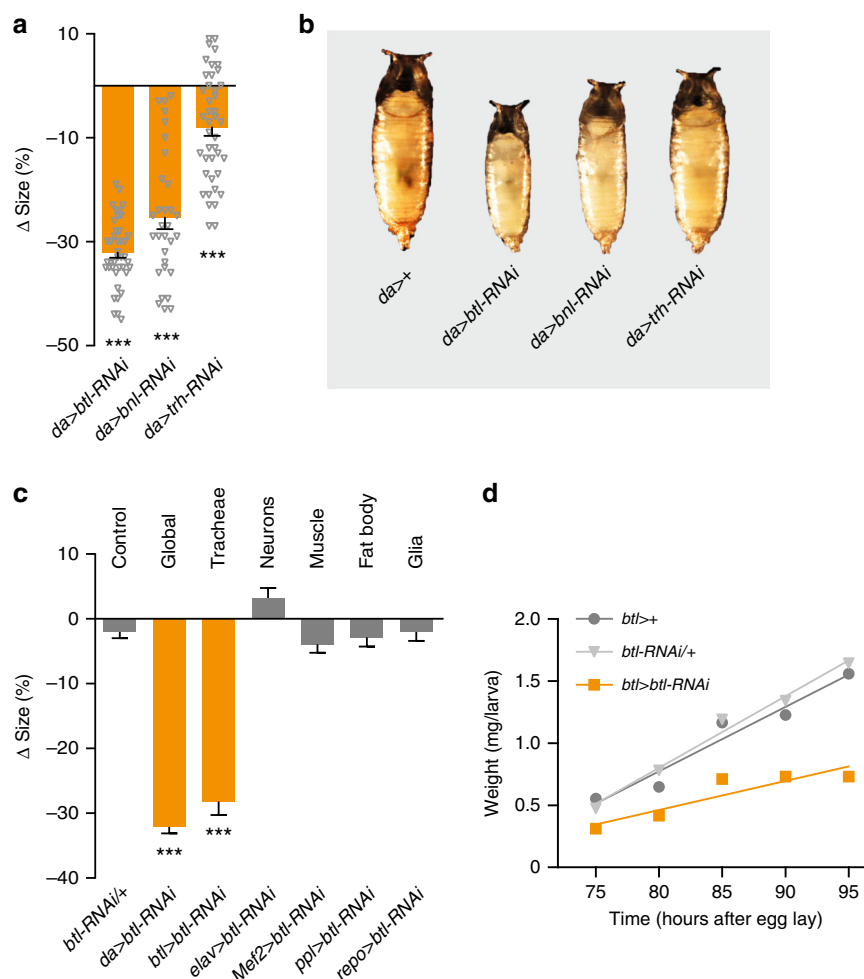 a
10
−10
−30
−50
Δ Size (%)
***
***
***
da>btl-RNAi
da>bnl-RNAi
da>trh-RNAi
b
da>+
da>btl-RNAi
da>bnl-RNAi
da>trh-RNAi
c
Control
Global
Tracheae
Neurons
Muscle
Fat body
Glia
10
0
−10
−20
−30
−40
Δ Size (%)
***
***
btl-RNAi/+
da>btl-RNAi
btl>btl-RNAi
elav>btl-RNAi
Mef2>btl-RNAi
ppl>btl-RNAi
repo>btl-RNAi
d
2.0
1.5
1.0
0.5
0
Weight (mg/larva)
btl>+
btl-RNAi/+
btl>btl-RNAi
75 80 85 90 95
Time (hours after egg lay)